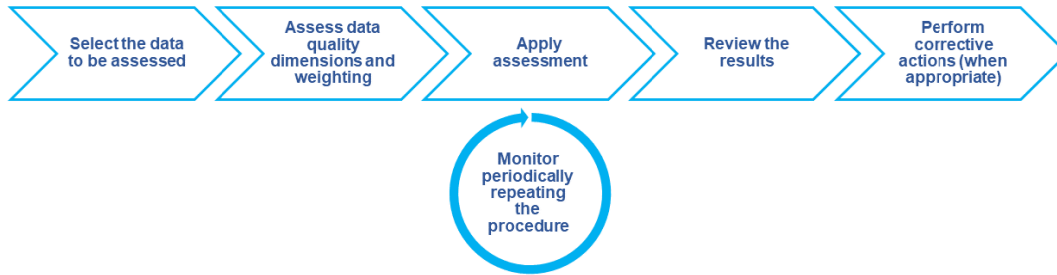 Select the data
to be assessed
Assess data
quality
dimensions and
weighting
Apply
assessment
Review the
results
Perform
corrective
actions (when
appropriate)
Monitor
periodically
repeating
the
procedure